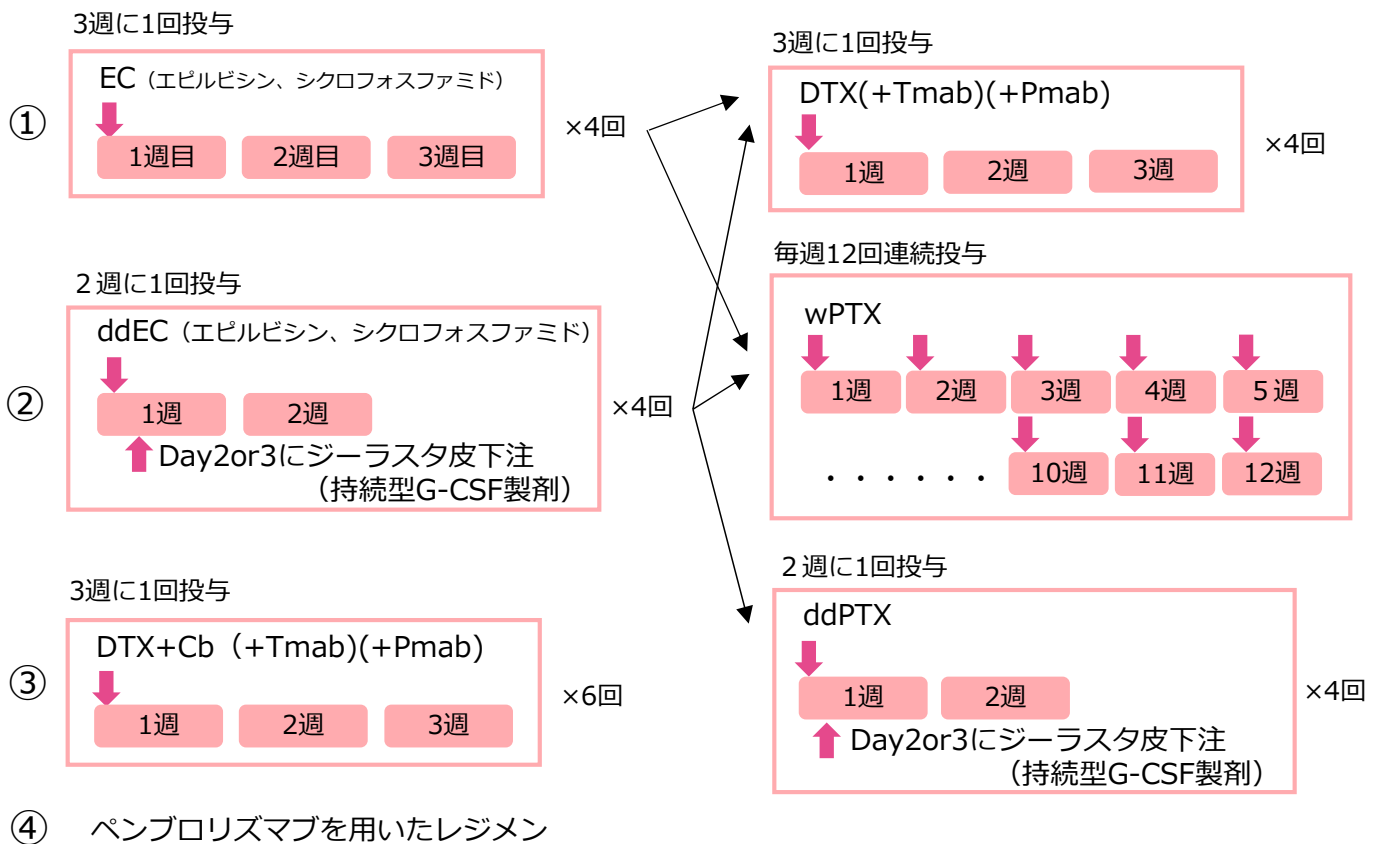 3週に1回投与
① EC（エピルビシン、シクロフォスファミド）
1週目 2週目 3週目
×4回
3週に1回投与
DTX(+Tmab)(+Pmab)
1週 2週 3週
×4回
２週に1回投与
② ddEC（エピルビシン、シクロフォスファミド）
1週 2週
Day2or3にジーラスタ皮下注
（持続型G-CSF製剤）
×4回
毎週12回連続投与
wPTX
1週 2週 3週 4週 ５週
・・・・・・ 10週 11週 12週
3週に1回投与
③ DTX+Cb（+Tmab)(+Pmab)
1週 2週 3週
×6回
２週に1回投与
ddPTX
1週 2週
Day2or3にジーラスタ皮下注
（持続型G-CSF製剤）
×4回
④ ペンブロリズマブを用いたレジメン